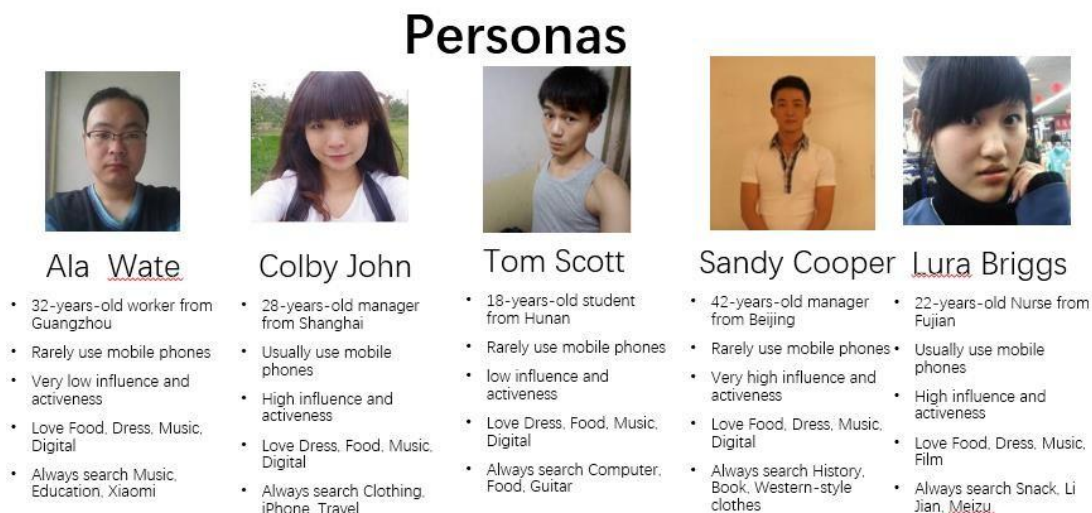 Personas
Ala Wate
• 32-years-old worker from
Guangzhou
• Rarely use mobile phones
• Very low influence and
activeness
• Love Food, Dress, Music,
Digital
• Always search Music,
Education, Xiaomi
Colby John
• 28-years-old manager
from Shanghai
• Usually use mobile
phones
• High influence and
activeness
• Love Dress, Food, Music,
Digital
• Always search Clothing,
iPhone, Travel
Tom Scott
• 18-years-old student
from Hunan
• Rarely use mobile phones
• low influence and
activeness
• Love Dress, Food, Music,
Digital
• Always search Computer,
Food, Guitar
Sandy Cooper
• 42-years-old manager
from Beijing
• Rarely use mobile phones
• Very high influence and
activeness
• Love Food, Dress, Music,
Digital
• Always search History,
Book, Western-style
clothes
Lura Briggs
• 22-years-old Nurse from
Fujian
• Usually use mobile
phones
• High influence and
activeness
• Love Food, Dress, Music,
Film
• Always search Snack, Li
Jian, Meizu